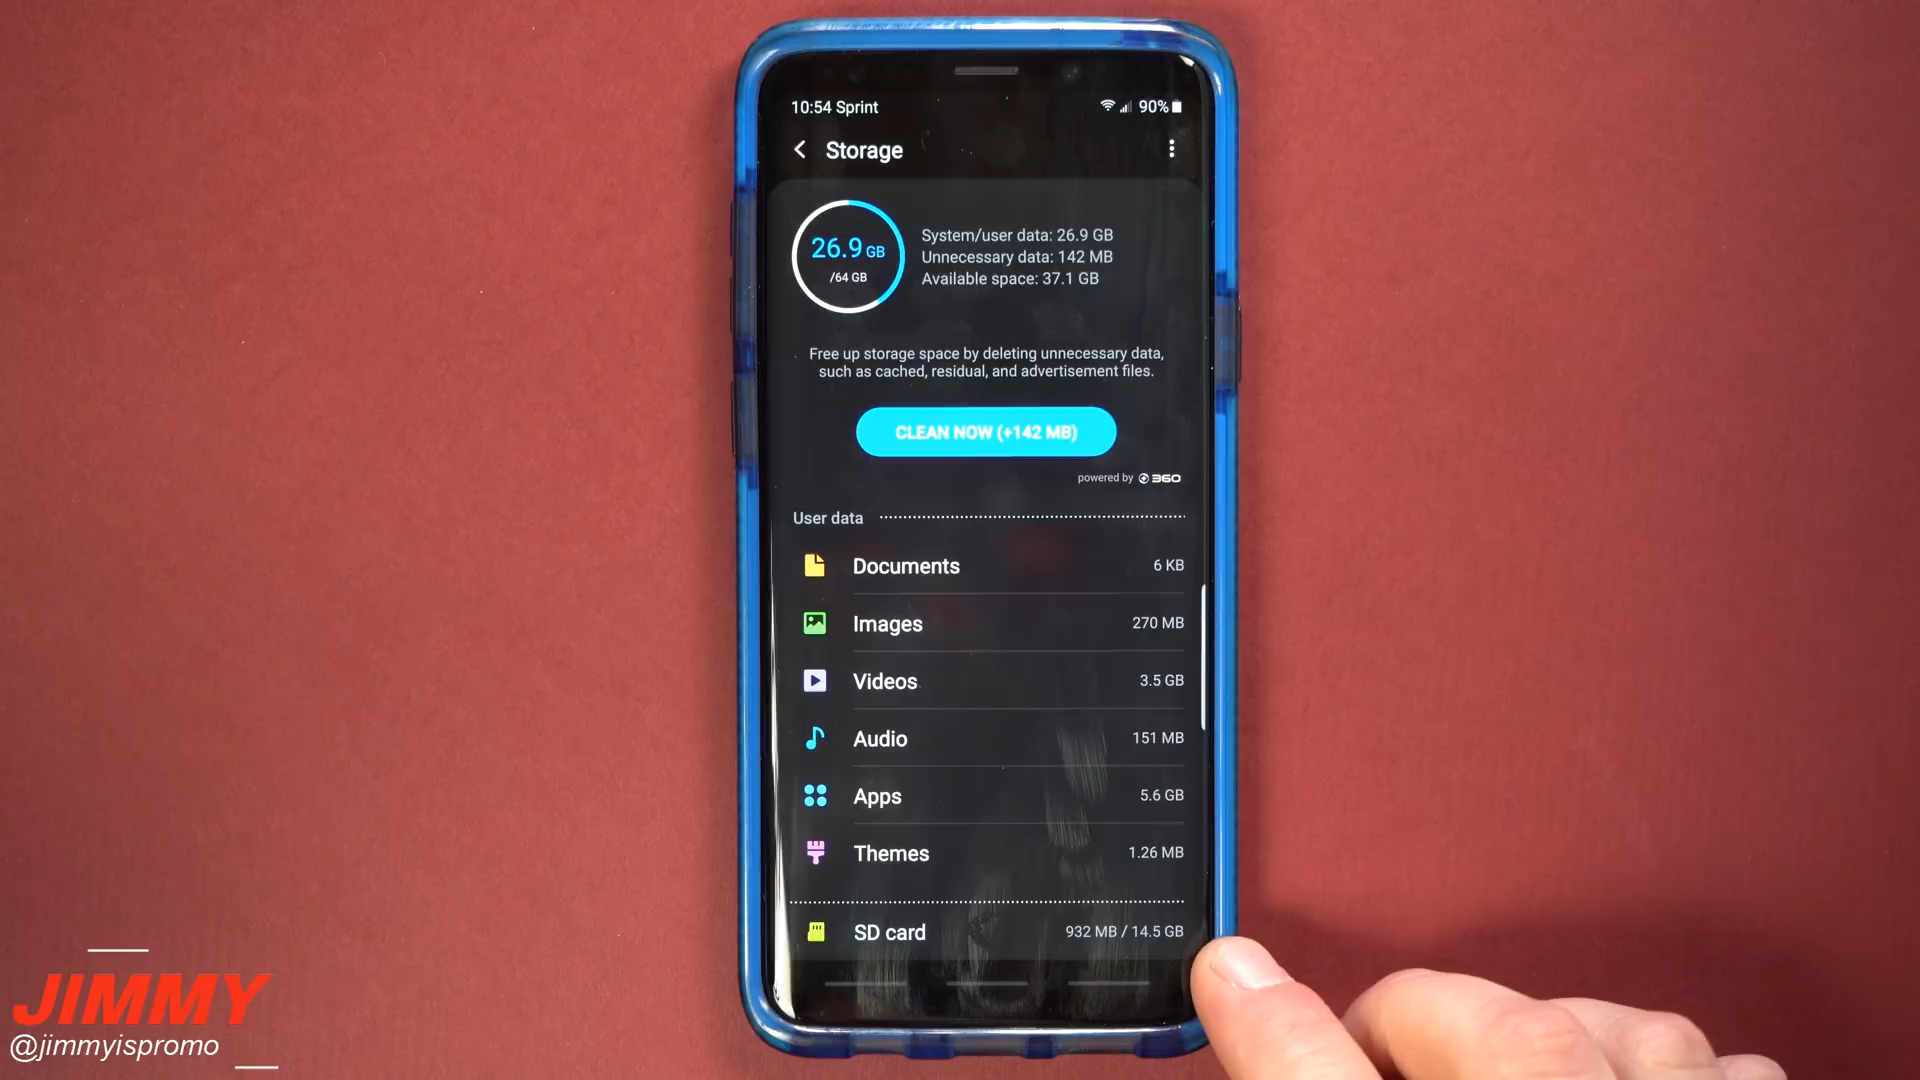 10:54 Sprint 90%
Storage
26.9 GB
/64 GB
System/user data: 26.9 GB
Unnecessary data: 142 MB
Available space: 37.1 GB
Free up storage space by deleting unnecessary data,
such as cached, residual, and advertisement files.
CLEAN NOW (+142 MB)
powered by 360
User data
Documents 6 KB
Images 270 MB
Videos 3.5 GB
Audio 151 MB
Apps 5.6 GB
Themes 1.26 MB
SD card 932 MB / 14.5 GB
JIMMY
@jimmyispromo